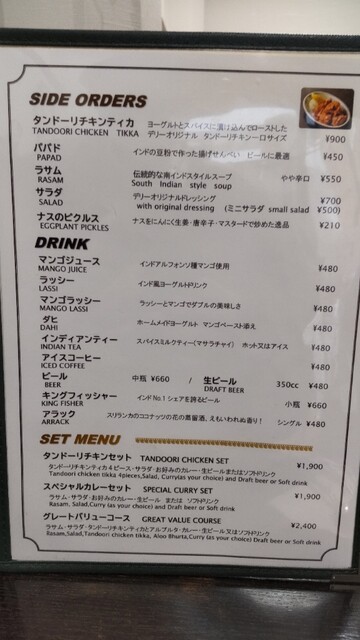 SIDE ORDERS
タンドーリチキンティカ ヨーグルトとスパイスに漬け込んでローストした
TANDOORI CHICKEN TIKKA デリーオリジナル タンドーリチキン一口サイズ ¥900
パパド インドの豆粉で作った揚げせんべい ビールに最適 ¥450
PAPAD
ラサム 伝統的な南インドスタイルスープ やや辛口 ¥550
RASAM South Indian style soup
サラダ デリーオリジナルドレッシング ¥700
SALAD with original dressing (ミニサラダ small salad ¥500)
ナスのピクルス ナスをにんにく生姜・唐辛子・マスタードで炒めた逸品 ¥210
EGGPLANT PICKLES
DRINK
マンゴジュース インドアルフォンソ種マンゴ使用 ¥480
MANGO JUICE
ラッシー インド風ヨーグルトドリンク ¥480
LASSI
マンゴラッシー ラッシーとマンゴでダブルの美味しさ ¥480
MANGO LASSI
ダヒ ホームメイドヨーグルト マンゴペースト添え ¥480
DAHI
インディアンティー スパイスミルクティー(マサラチャイ) ホット又はアイス ¥480
INDIAN TEA
アイスコーヒー ¥480
ICED COFFEE
ビール 中瓶 ¥660 / 生ビール 350cc ¥480
BEER DRAFT BEER
キングフィッシャー インドNo.1シェアを誇るビール 小瓶 ¥660
KING FISHER
アラック スリランカのココナッツの花の蒸留酒、えもいわれぬ香り! シングル ¥480
ARRACK
SET MENU
タンドーリチキンセット TANDOORI CHICKEN SET ¥1,900
タンドーリチキンティカ4ピース・サラダ・お好みのカレー・生ビールまたはソフトドリンク
Tandoori chicken tikka 4pieces,Salad, Curry(as your choice) and Draft beer or Soft drink
スペシャルカレーセット SPECIAL CURRY SET ¥1,900
ラサム・サラダ・お好みのカレー・生ビール または ソフトドリンク
Rasam, Salad,Curry (as your choice) and Draft beer or Soft drink
グレートバリューコース GREAT VALUE COURSE ¥2,400
ラサム・サラダ・タンドーリチキンティカとアルブルタ・カレー・生ビール又はソフトドリンク
Rasam,Salad,Tandoori chicken tikka, Aloo Bhurta,Curry (as your choice) and Draft beer or Soft drink